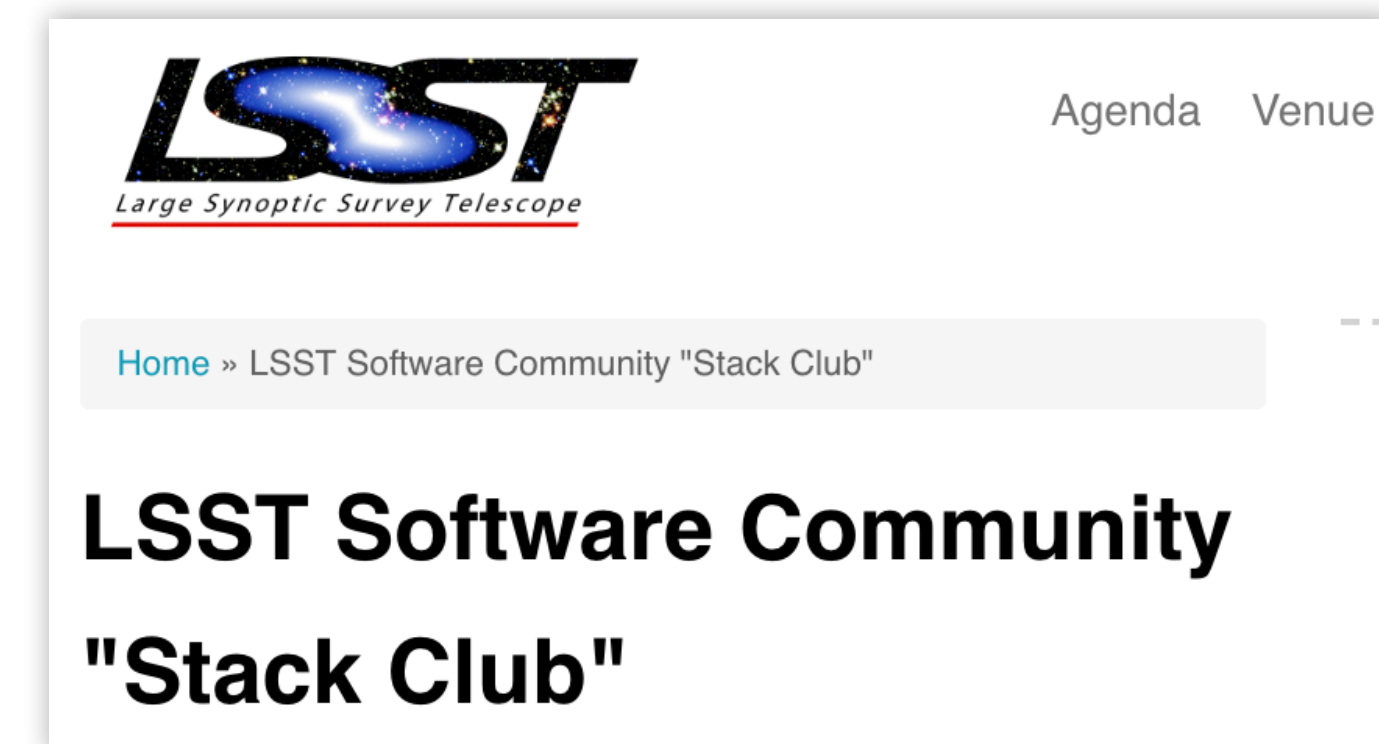 LSST
Large Synoptic Survey Telescope
Agenda Venue
Home » LSST Software Community "Stack Club"
LSST Software Community
"Stack Club"